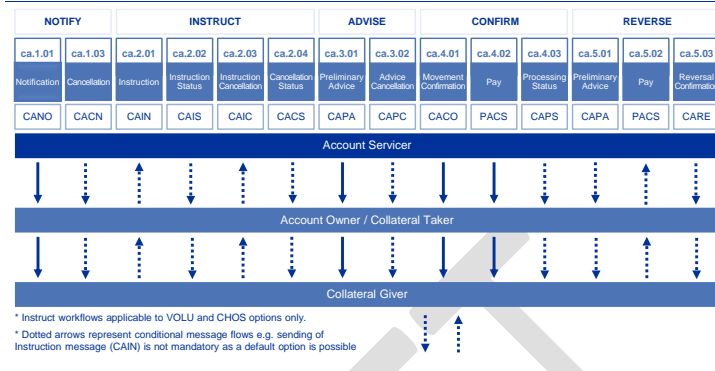 NOTIFY INSTRUCT ADVISE CONFIRM REVERSE
ca.1.01 ca.1.03 ca.2.01 ca.2.02 ca.2.03 ca.2.04 ca.3.01 ca.3.02 ca.4.01 ca.4.02 ca.4.03 ca.5.01 ca.5.02 ca.5.03
Notification Cancellation Instruction Instruction Status Instruction Cancellation Cancellation Status Preliminary Advice Advice Cancellation Movement Confirmation Pay Processing Status Preliminary Advice Pay Reversal Confirmation
CANO CACN CAIN CAIS CAIC CACS CAPA CAPC CACO PACS CAPS CAPA PACS CARE
Account Servicer
Account Owner / Collateral Taker
Collateral Giver
* Instruct workflows applicable to VOLU and CHOS options only.
* Dotted arrows represent conditional message flows e.g. sending of
Instruction message (CAIN) is not mandatory as a default option is possible